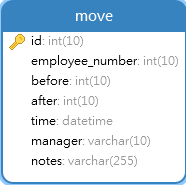 move
id: int(10)
employee_number: int(10)
before: int(10)
after: int(10)
time: datetime
manager: varchar(10)
notes: varchar(255)